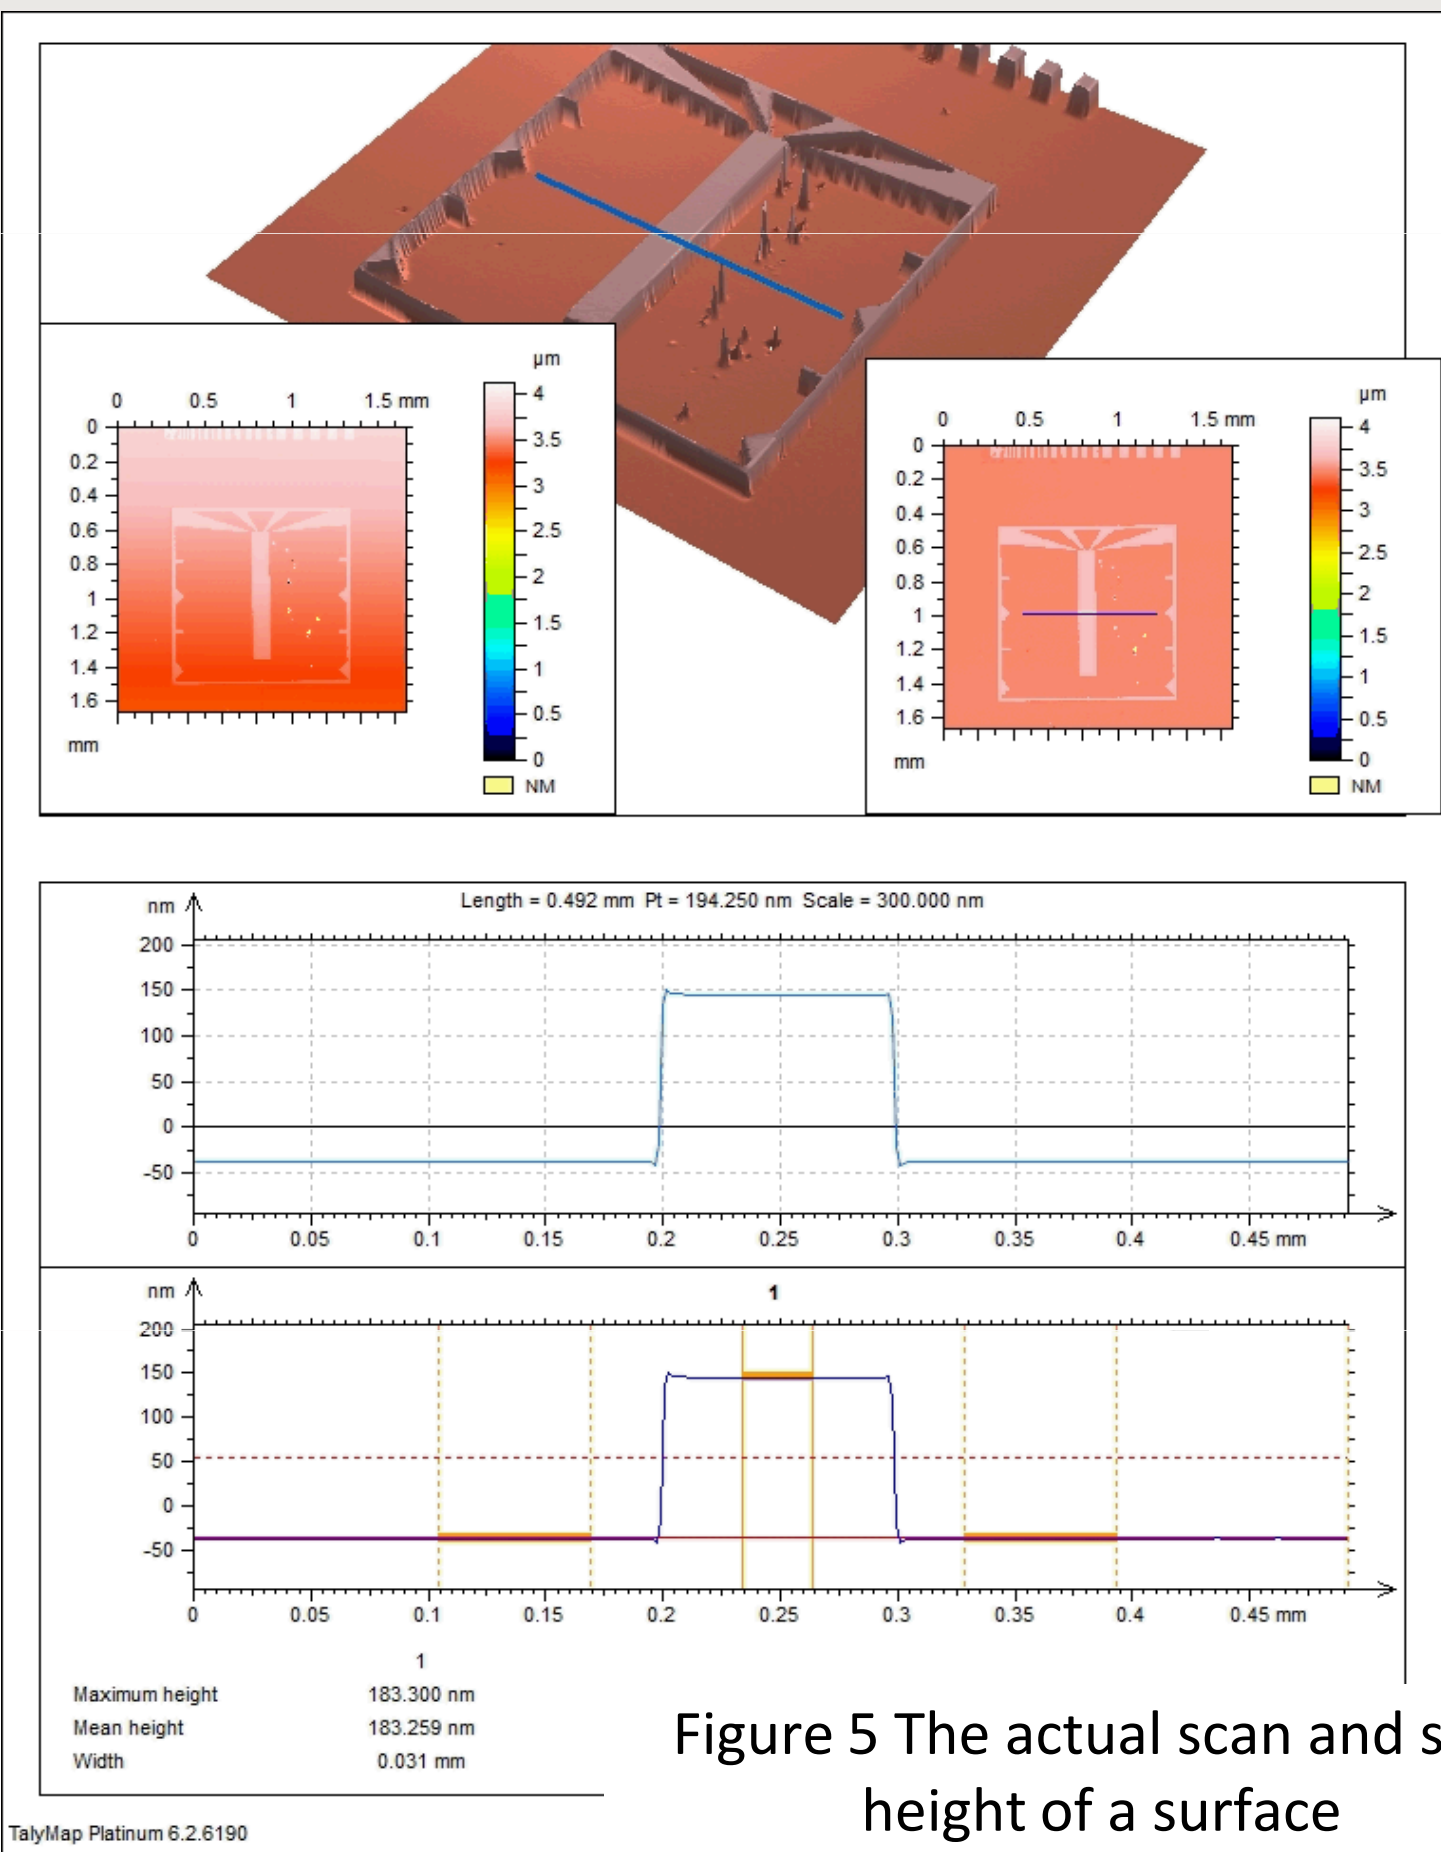 µm
0 0.5 1 1.5 mm
0
0.2
0.4
0.6
0.8
1
1.2
1.4
1.6
mm
4
3.5
3
2.5
2
1.5
1
0.5
0
NM
µm
0 0.5 1 1.5 mm
0
0.2
0.4
0.6
0.8
1
1.2
1.4
1.6
mm
4
3.5
3
2.5
2
1.5
1
0.5
0
NM
nm
Length = 0.492 mm Pt = 194.250 nm Scale = 300.000 nm
200
150
100
50
0
-50
0 0.05 0.1 0.15 0.2 0.25 0.3 0.35 0.4 0.45 mm
nm
1
200
150
100
50
0
-50
0 0.05 0.1 0.15 0.2 0.25 0.3 0.35 0.4 0.45 mm
1
Maximum height 183.300 nm
Mean height 183.259 nm
Width 0.031 mm
Figure 5 The actual scan and s
height of a surface
TalyMap Platinum 6.2.6190